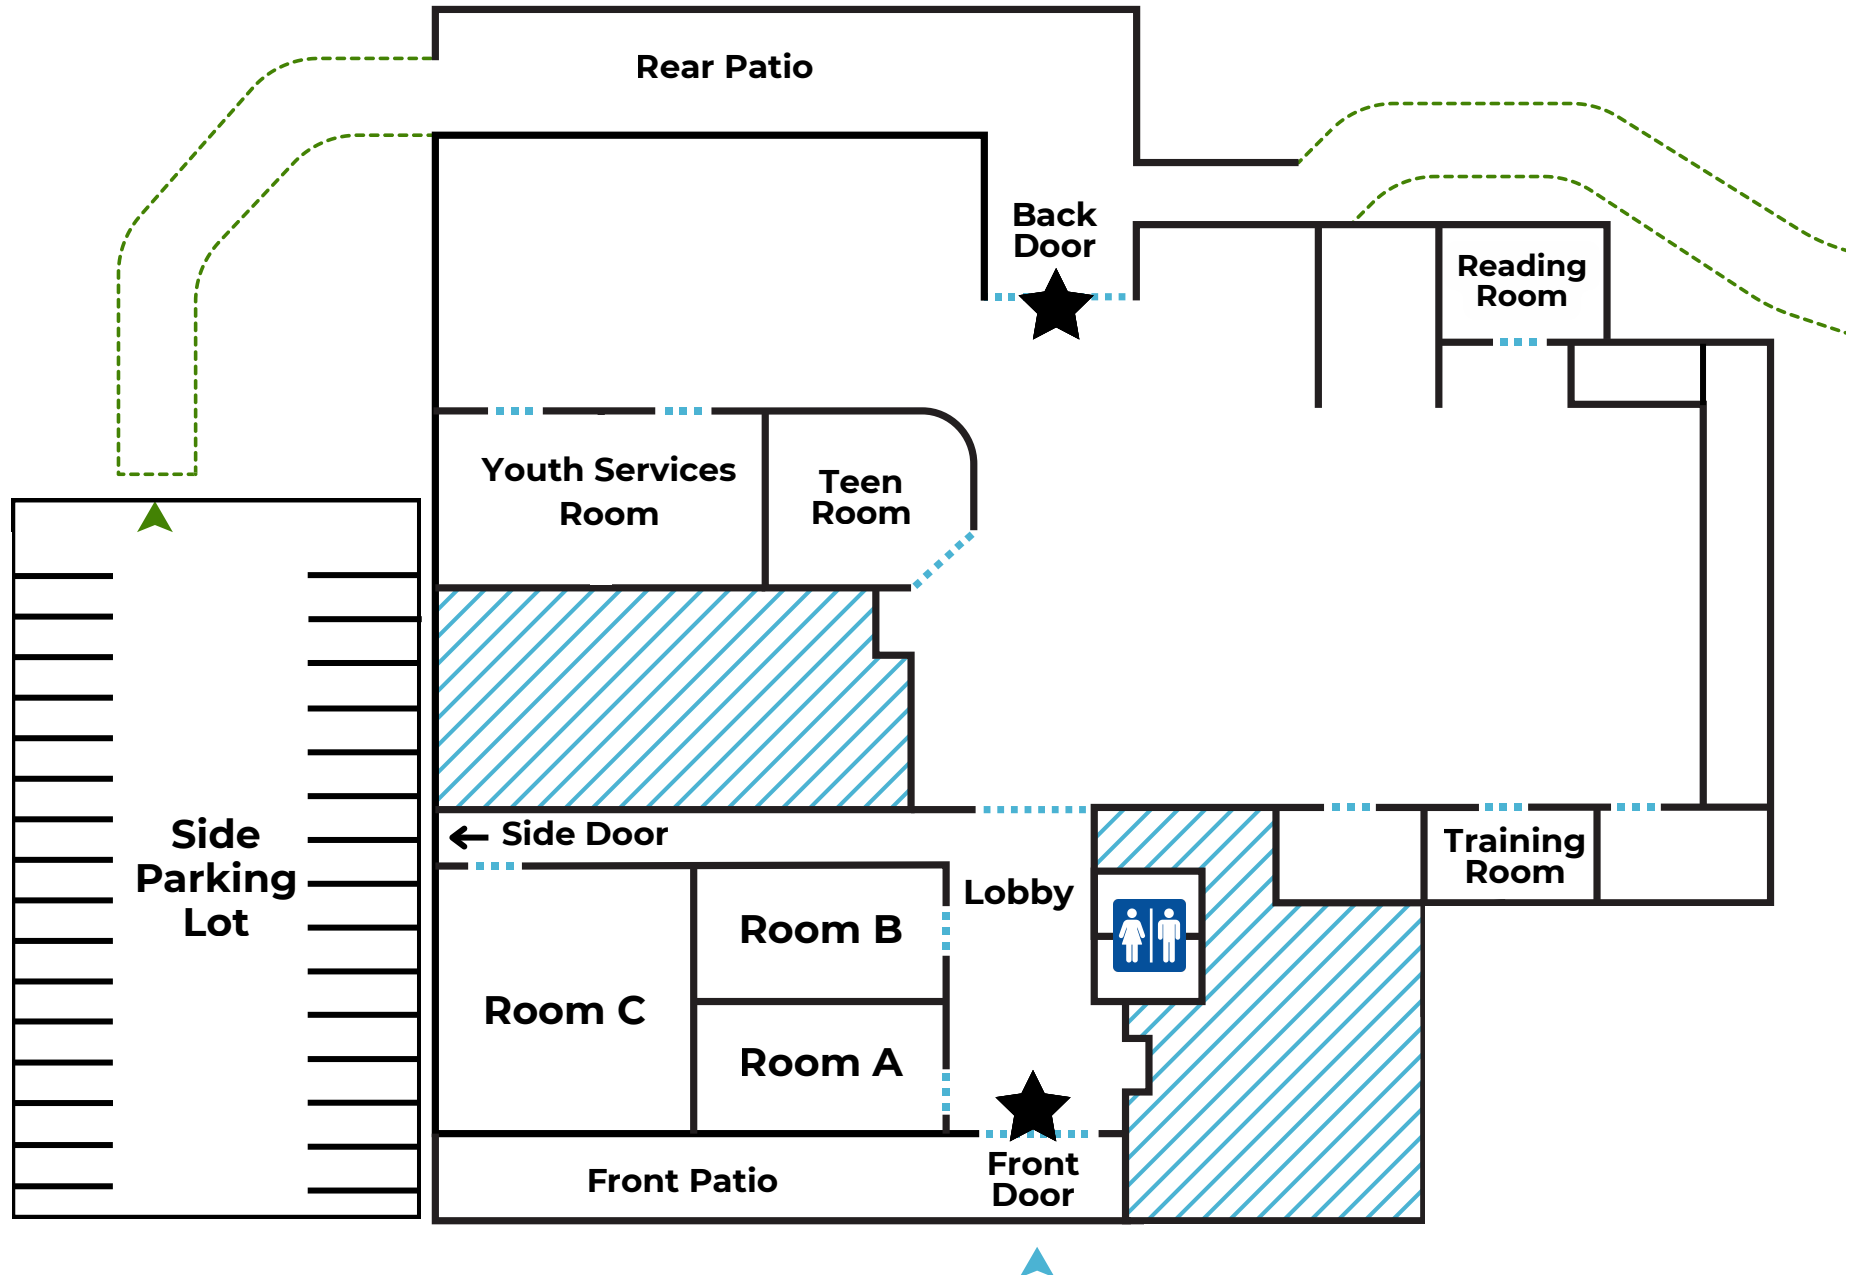 Rear Patio
Back
Door
Reading
Room
Youth Services
Room
Teen
Room
Side
Parking
Lot
Side Door
Training
Room
Lobby
Room B
Room C
Room A
Front Patio
Front
Door